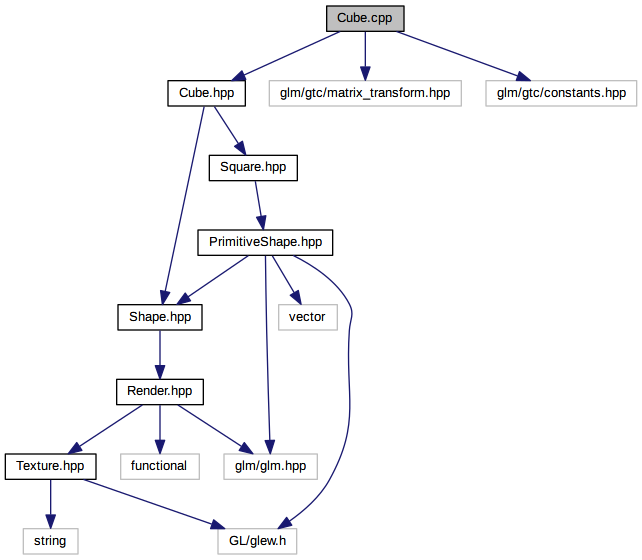 Cube.cpp
Cube.hpp
glm/gtc/matrix_transform.hpp
glm/gtc/constants.hpp
Square.hpp
PrimitiveShape.hpp
Shape.hpp
vector
Render.hpp
Texture.hpp
functional
glm/glm.hpp
string
GL/glew.h